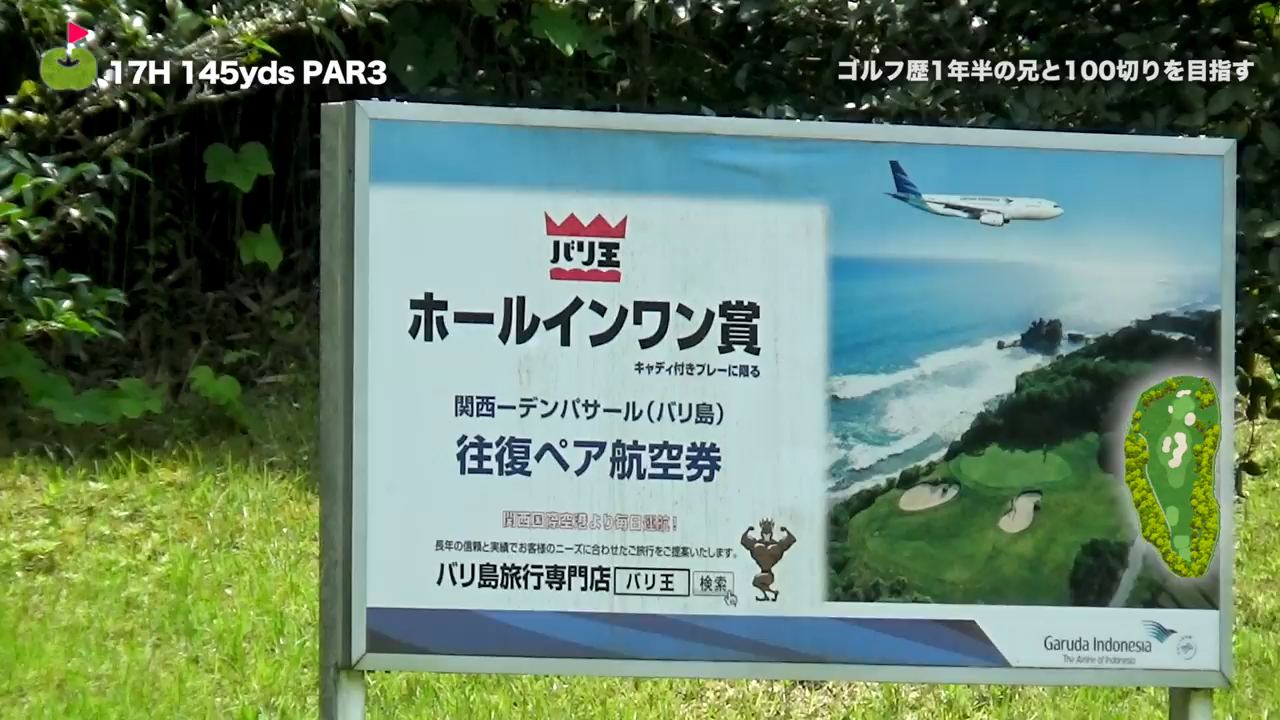 17H 145yds PAR3
ゴルフ歴1年半の兄と100切りを目指す
バリ王
ホールインワン賞
キャディ付きプレーに限る
関西ーデンパサール(バリ島)
往復ペア航空券
関西国際空港より毎日運航!
長年の信頼と実績でお客様のニーズに合わせたご旅行をご提案いたします。
バリ島旅行専門店 バリ王 検索
Garuda Indonesia
The Airline of Indonesia